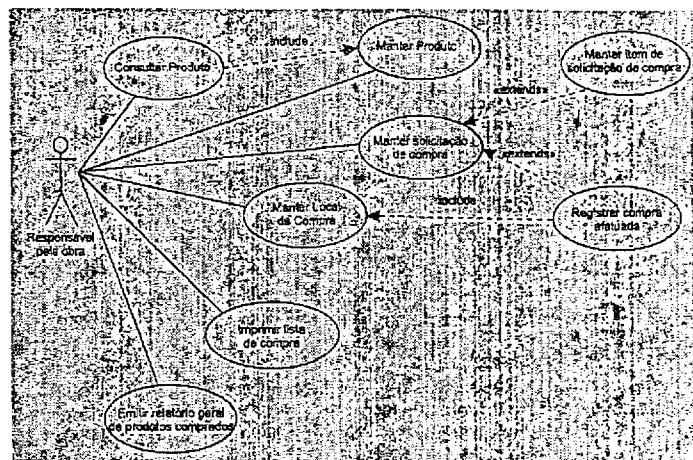 Consultar Produto
include
Manter Produto
Manter Item de
solicitação de compra
«extends»
Manter solicitação
de compra
«extends»
Manter Local
de Compra
include
Registrar compra
efetuada
Responsável
pela obra
Imprimir lista
de compra
Emitir relatório geral
de produtos comprados